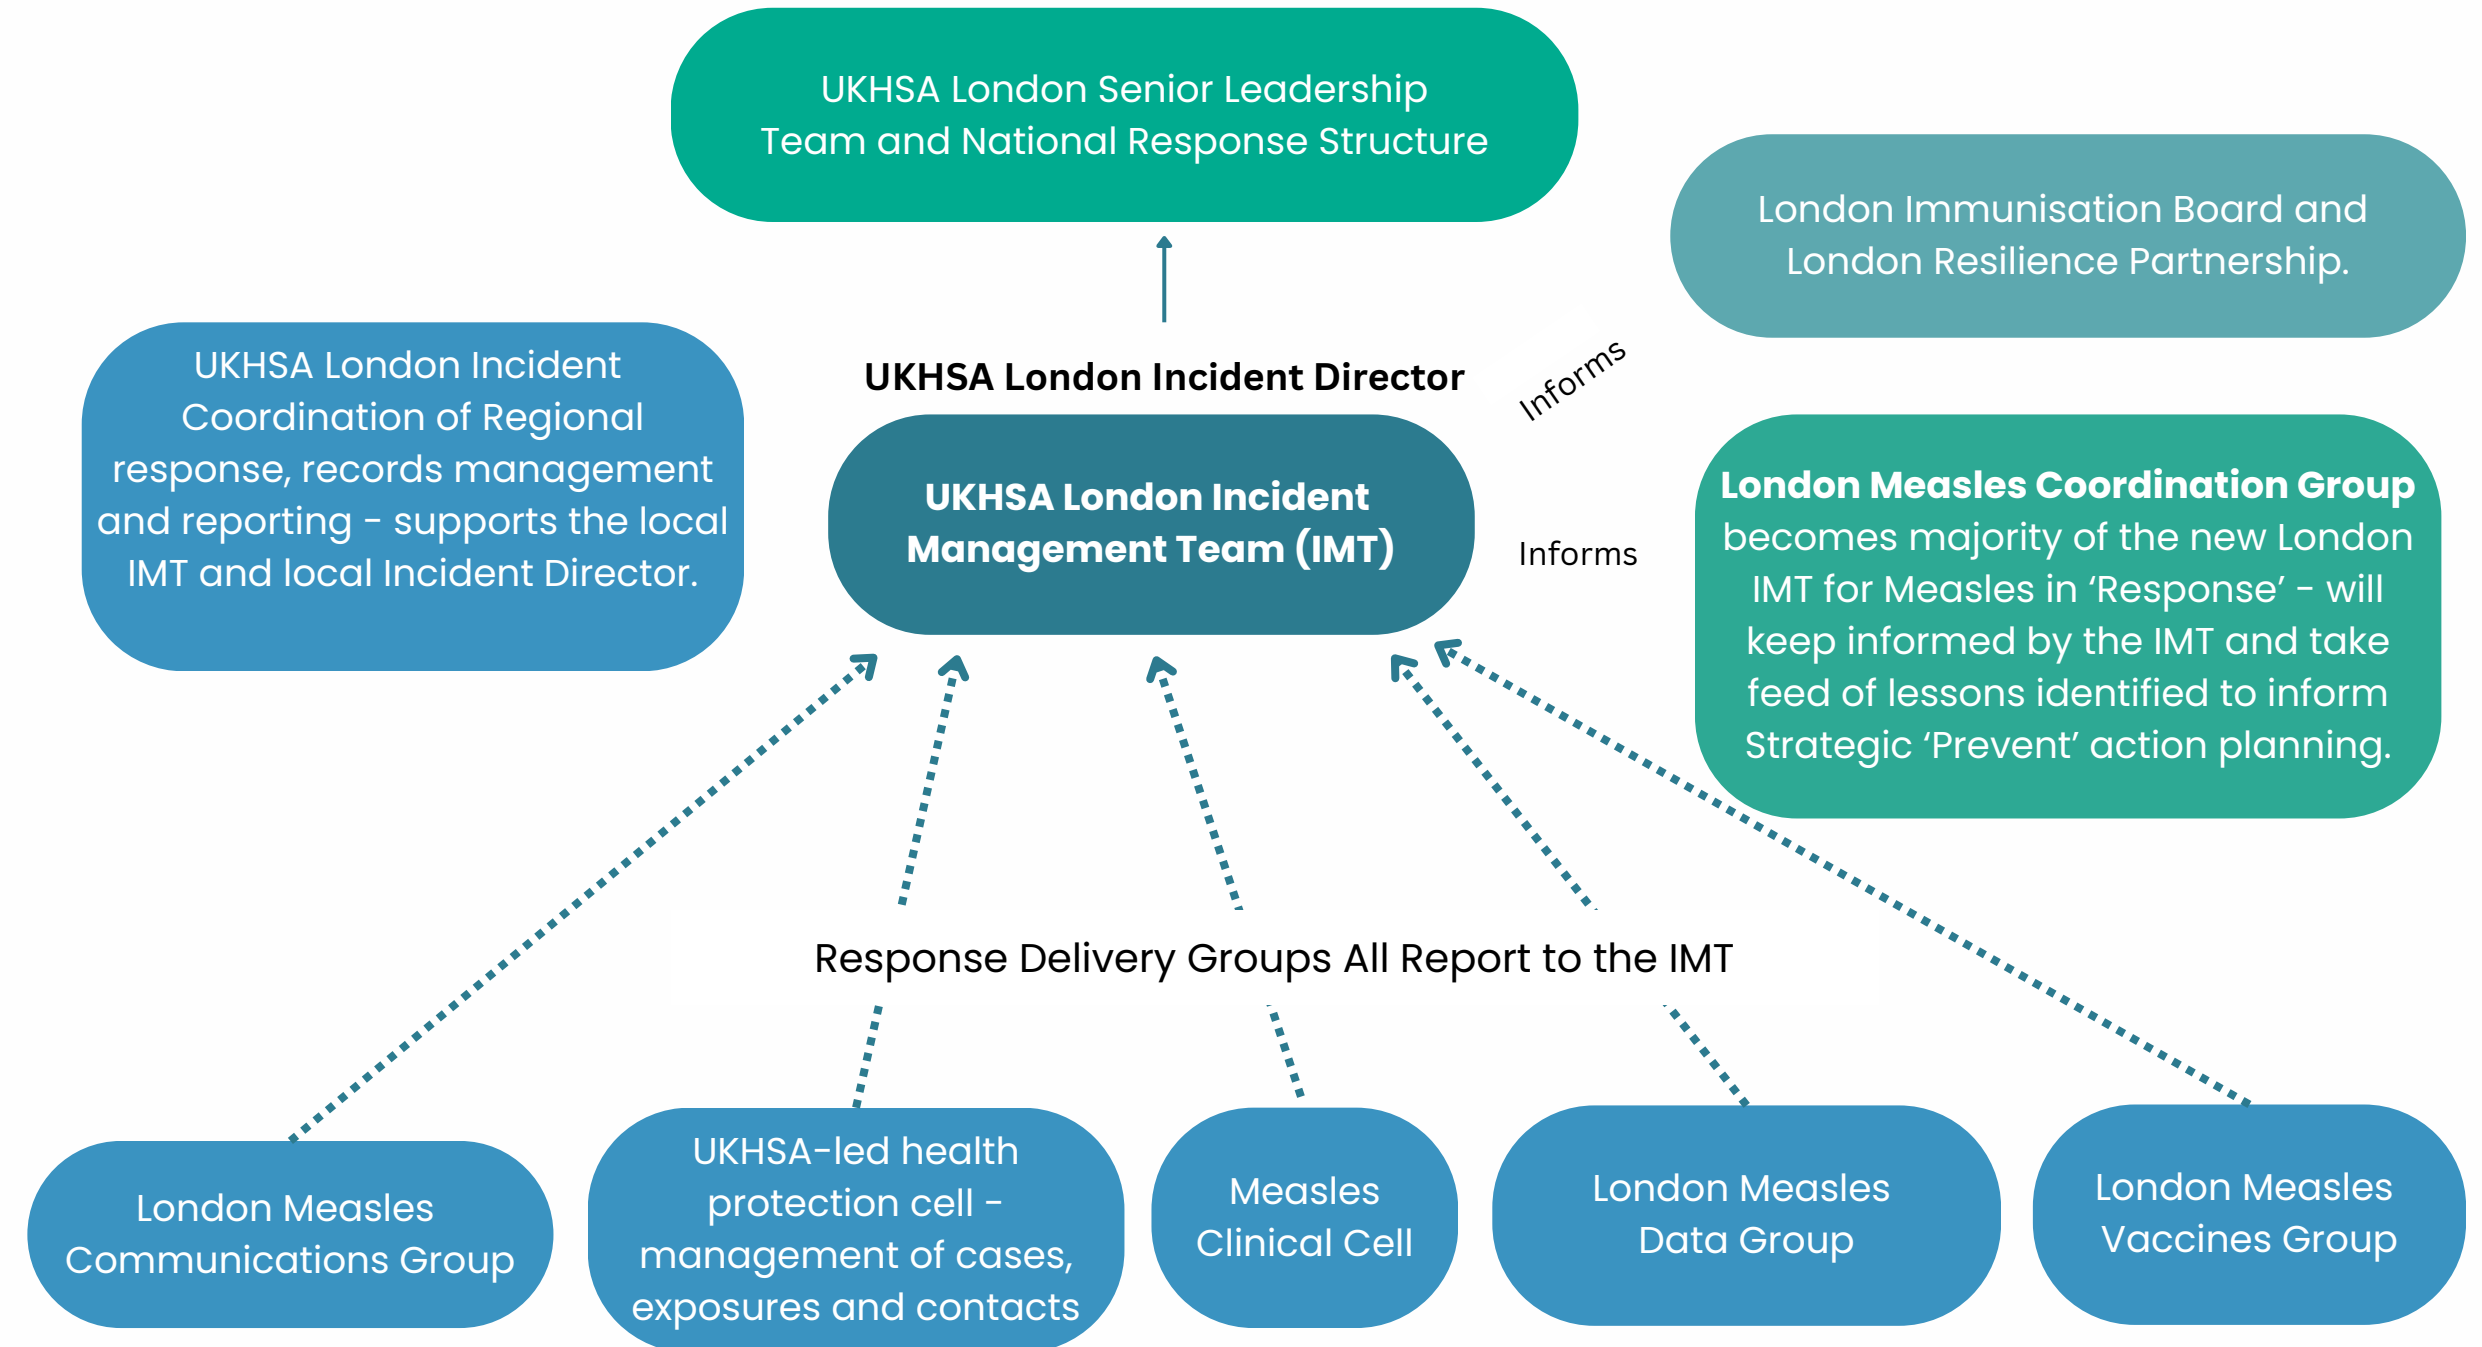 UKHSA London Senior Leadership
Team and National Response Structure
London Immunisation Board and
London Resilience Partnership.
UKHSA London Incident
Coordination of Regional
response, records management
and reporting - supports the local
IMT and local Incident Director.
UKHSA London Incident Director
Informs
UKHSA London Incident
Management Team (IMT)
Informs
London Measles Coordination Group
becomes majority of the new London
IMT for Measles in ‘Response’ - will
keep informed by the IMT and take
feed of lessons identified to inform
Strategic ‘Prevent’ action planning.
Response Delivery Groups All Report to the IMT
London Measles
Communications Group
UKHSA-led health
protection cell -
management of cases,
exposures and contacts
Measles
Clinical Cell
London Measles
Data Group
London Measles
Vaccines Group